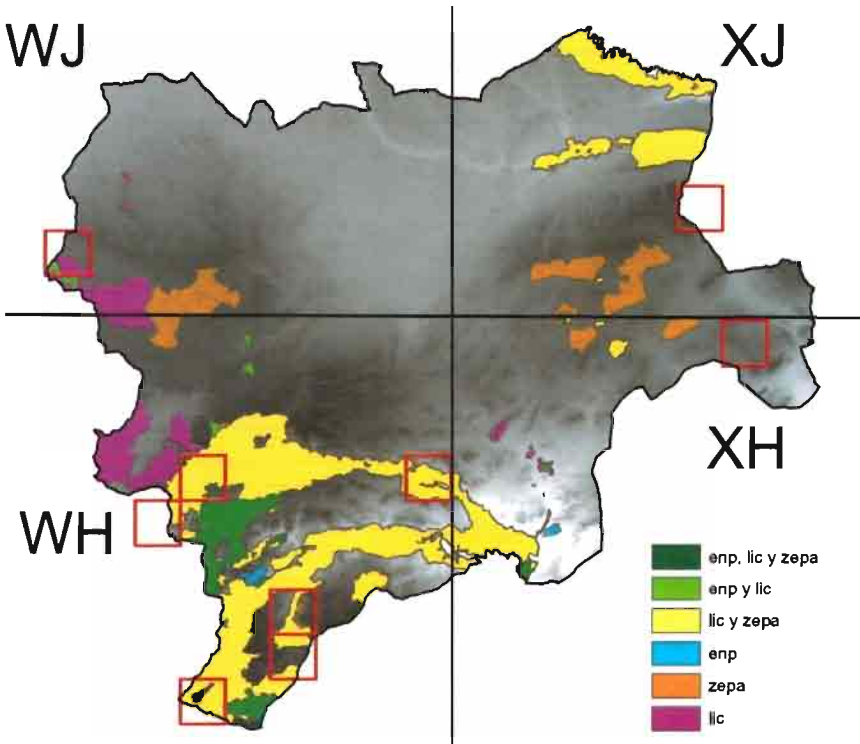 WJ
XJ
XH
WH
enp, lic y zepa
enp y lic
lic y zepa
enp
zepa
lic